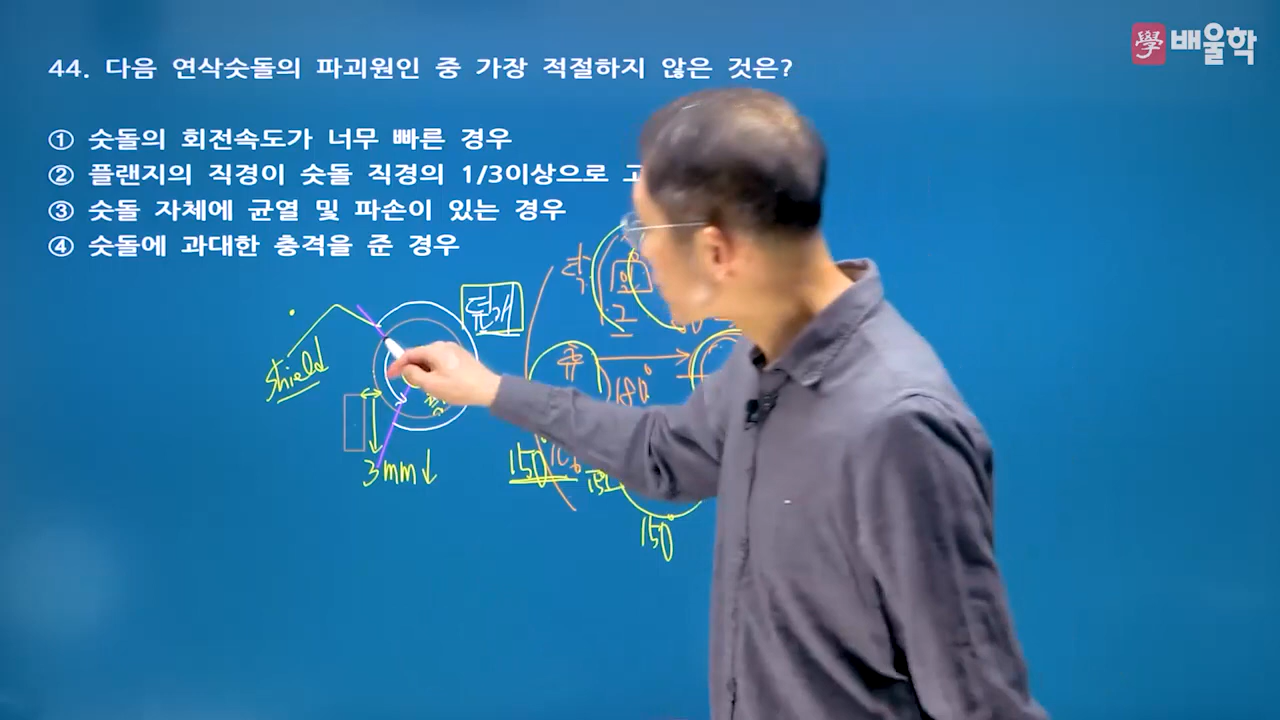 學 배울학
44. 다음 연삭숫돌의 파괴원인 중 가장 적절하지 않은 것은?
① 숫돌의 회전속도가 너무 빠른 경우
② 플랜지의 직경이 숫돌 직경의 1/3이상으로 고
③ 숫돌 자체에 균열 및 파손이 있는 경우
④ 숫돌에 과대한 충격을 준 경우
덮개
탁
shield
180°
3mm↓
150°
150°